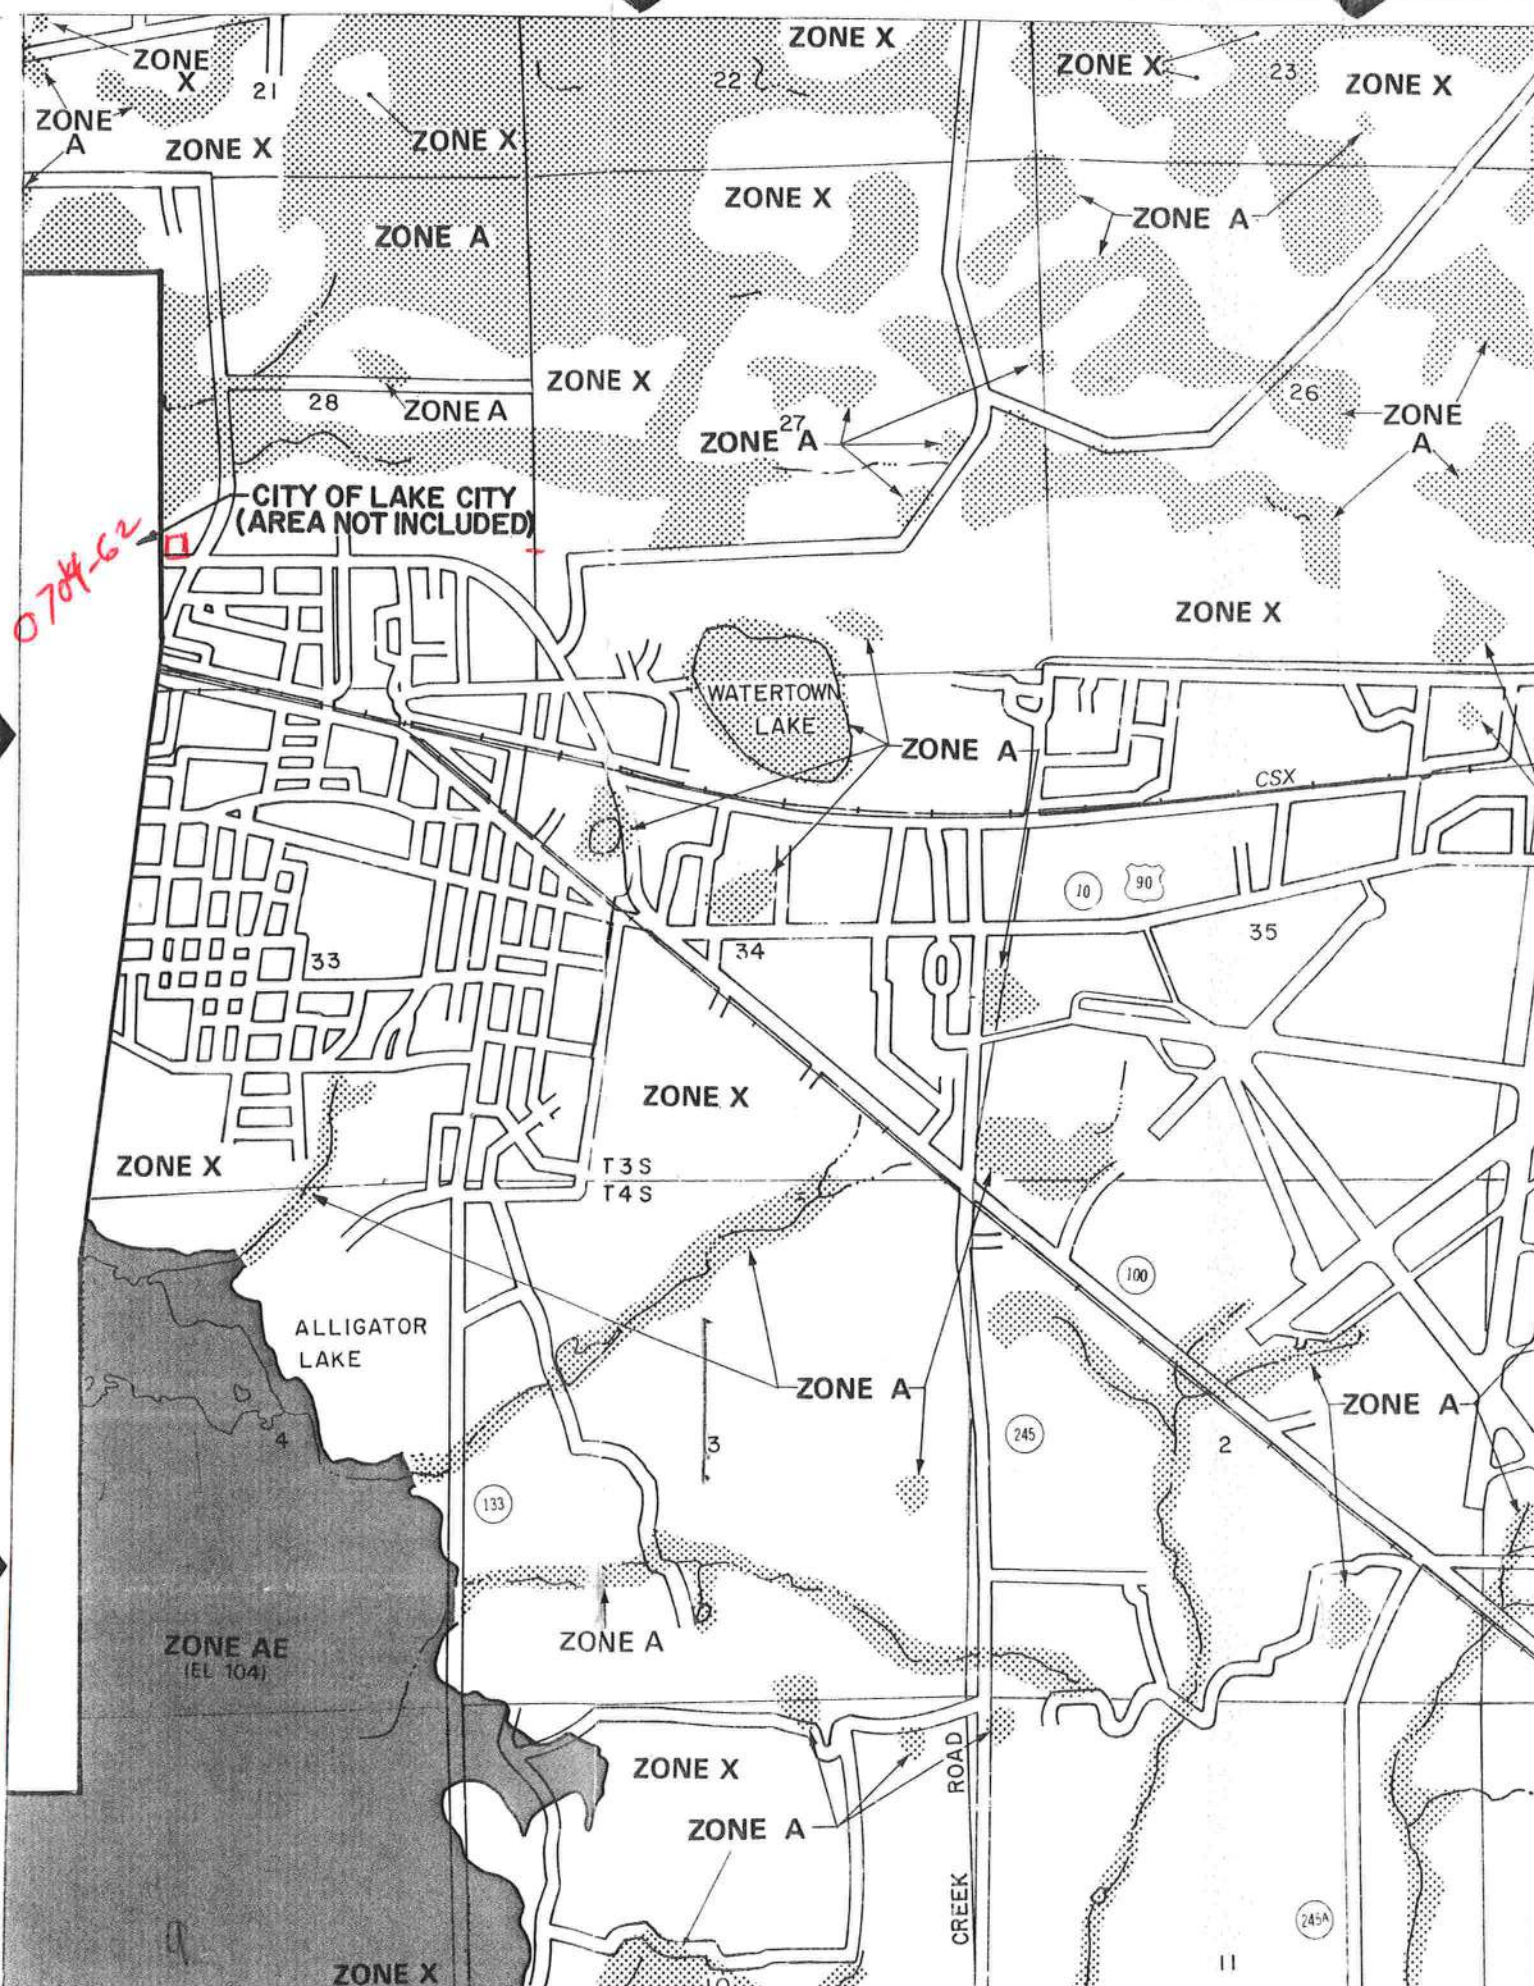 ZONE X
ZONE
X
21
22
ZONE X
23
ZONE X
ZONE
A
ZONE X
ZONE X
ZONE X
ZONE A
ZONE A
ZONE X
28
ZONE A
27
ZONE A
26
ZONE
A
CITY OF LAKE CITY
(AREA NOT INCLUDED)
ZONE X
WATERTOWN
LAKE
ZONE A
CSX
10
90
33
34
35
ZONE X
ZONE X
T3S
T4S
100
ALLIGATOR
LAKE
ZONE A
ZONE A
4
3
245
2
133
ZONE A
ZONE AE
(EL 104)
ZONE X
ROAD
ZONE A
CREEK
245A
9
11
ZONE X
10